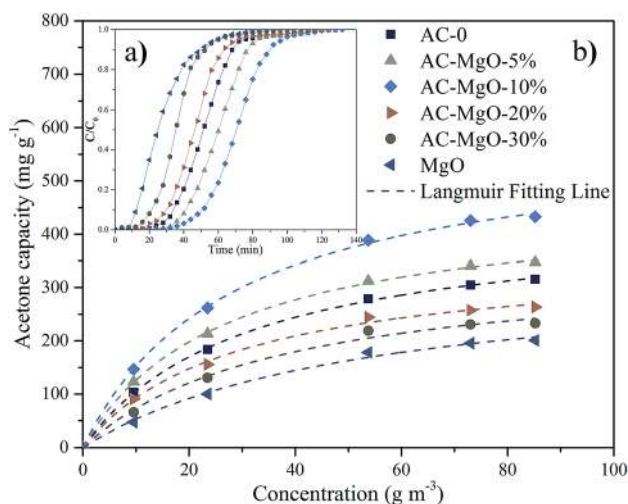 800
700
600
500
400
300
200
100
0
Acetone capacity (mg g⁻¹)
0
20
40
60
80
100
Concentration (g m⁻³)
a)
1.0
0.8
0.6
0.4
0.2
0.0
C/C₀
0
20
40
60
80
100
120
140
Time (min)
b)
AC-0
AC-MgO-5%
AC-MgO-10%
AC-MgO-20%
AC-MgO-30%
MgO
Langmuir Fitting Line